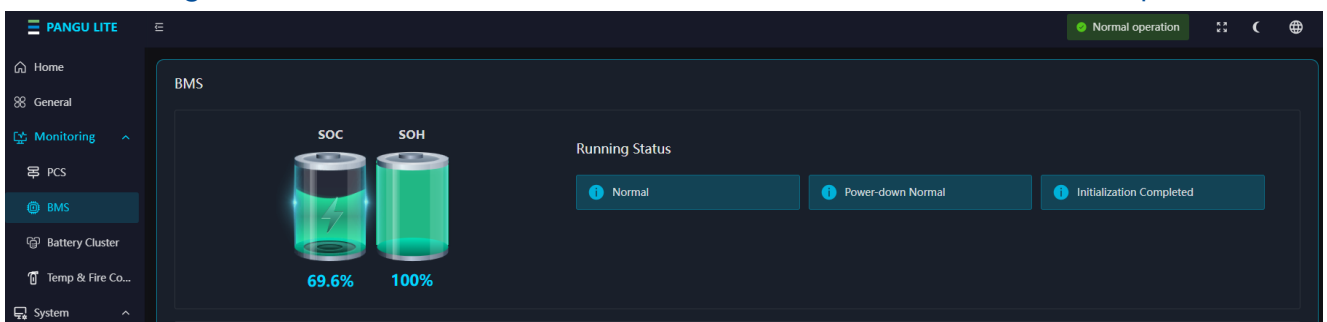 PANGU LITE
Normal operation
Home
General
Monitoring
PCS
BMS
Battery Cluster
Temp & Fire Co...
System
BMS
SOC SOH
69.6% 100%
Running Status
Normal Power-down Normal Initialization Completed